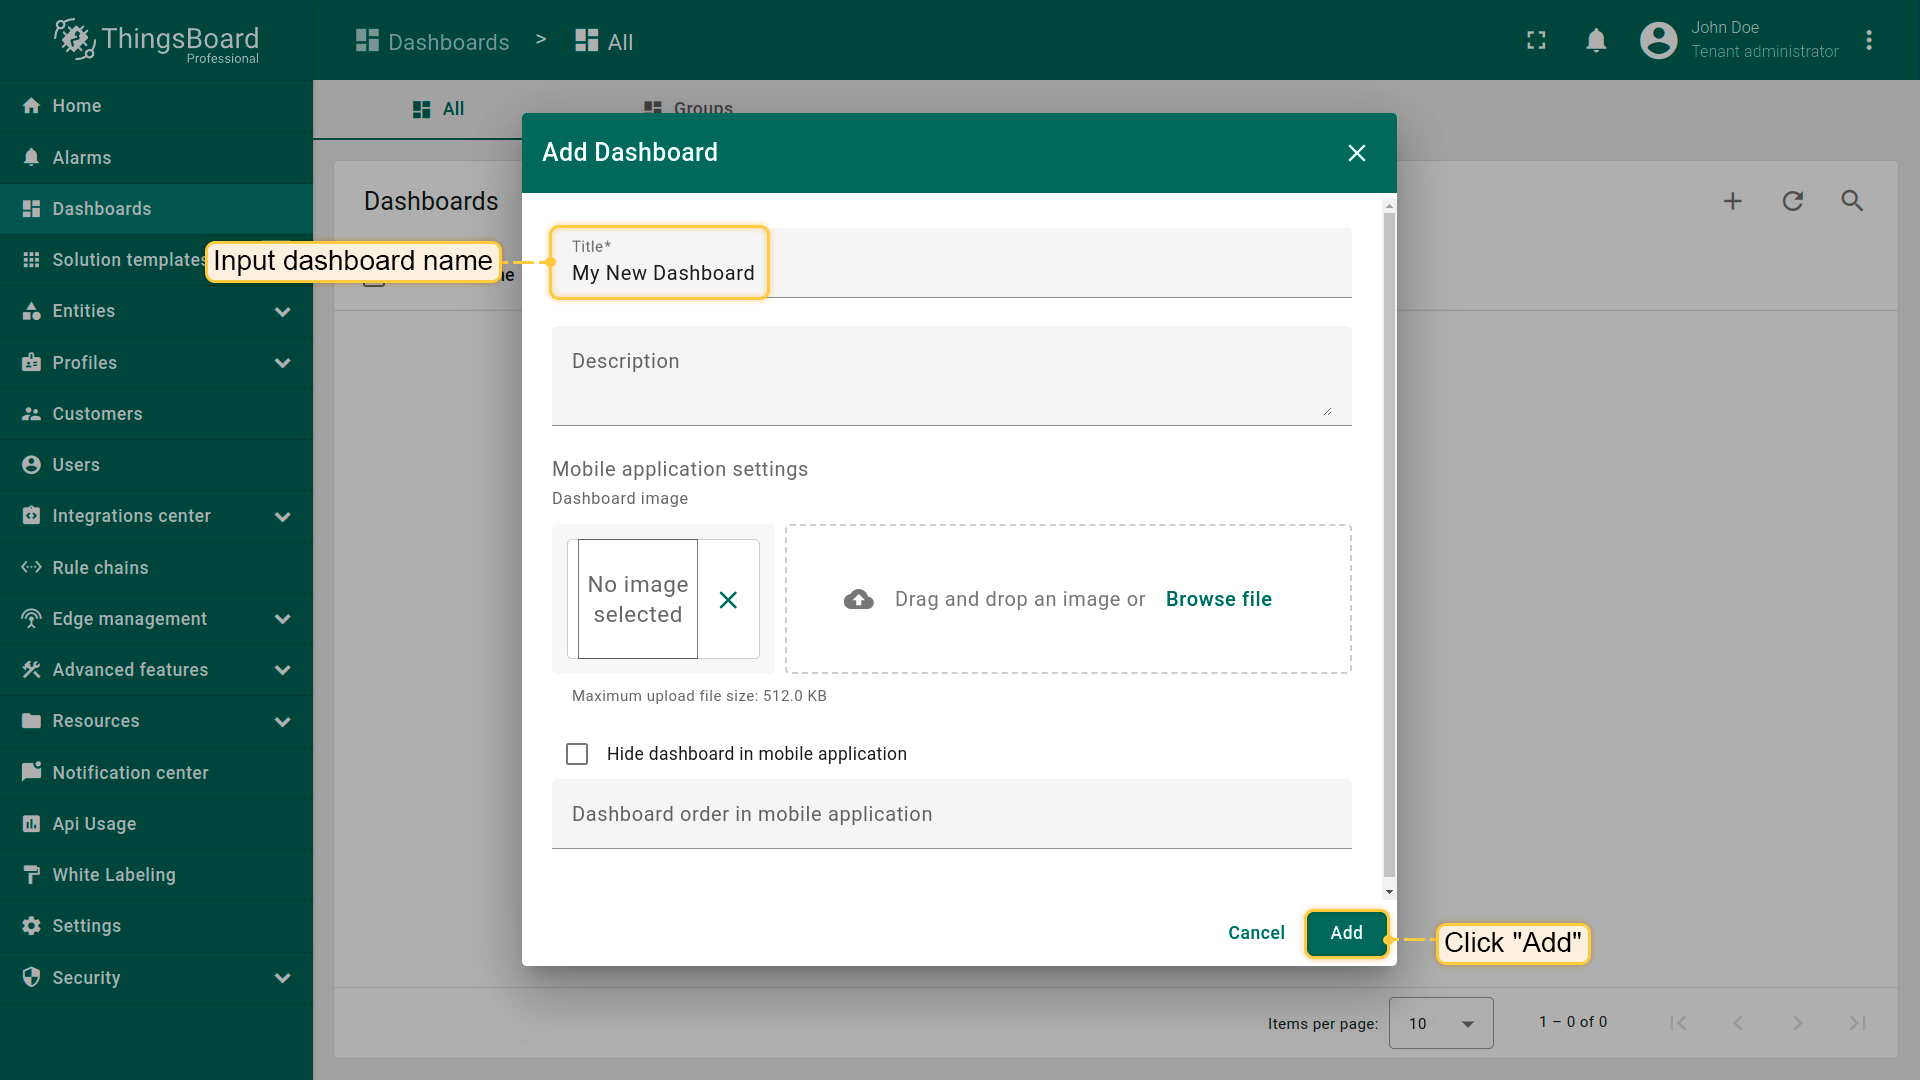 ThingsBoard
Professional
Dashboards > All
John Doe
Tenant administrator
Home
Alarms
Dashboards
Solution templates
Entities
Profiles
Customers
Users
Integrations center
Rule chains
Edge management
Advanced features
Resources
Notification center
Api Usage
White Labeling
Settings
Security
All
Groups
Dashboards
Add Dashboard
Input dashboard name
Title*
My New Dashboard
Description
Mobile application settings
Dashboard image
No image
selected
Drag and drop an image or Browse file
Maximum upload file size: 512.0 KB
Hide dashboard in mobile application
Dashboard order in mobile application
Cancel
Add
Click "Add"
Items per page: 10
1 – 0 of 0